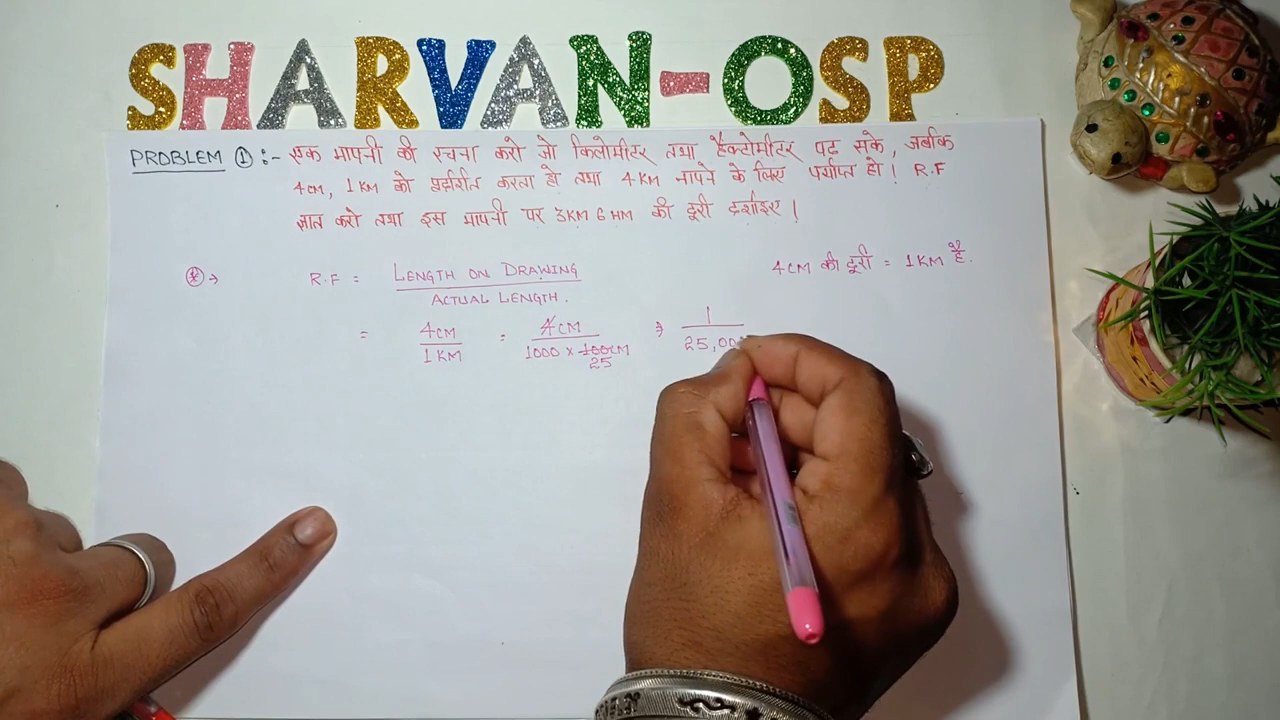 SHARVAN-OSP
PROBLEM ① :- एक मापनी की रचना करो जो किलोमीटर तथा हैक्टोमीटर पढ़ सके, जबकि
4cm, 1KM को प्रदर्शित करता हो तथा 4KM मापने के लिए पर्याप्त हो। R.F
ज्ञात करो तथा इस मापनी पर 3KM 6HM की दूरी दर्शाइए।
R.F = LENGTH ON DRAWING / ACTUAL LENGTH.
4CM की दूरी = 1KM है.
= 4CM / 1KM = 4CM / 1000 × 100CM 25 ⇒ 1 / 25,00